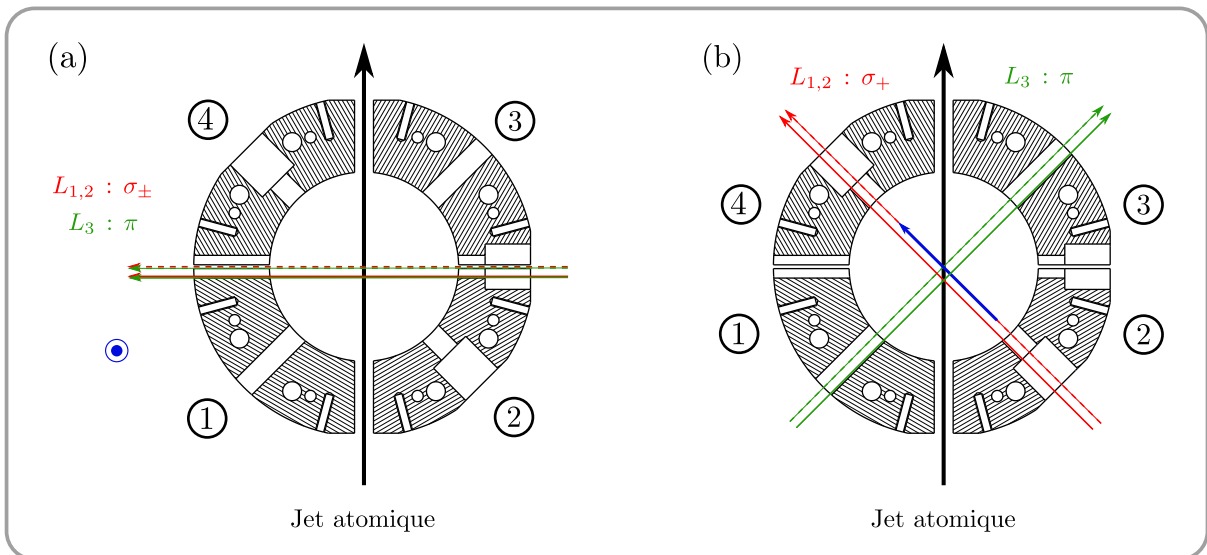 (a)
4
3
L₁,₂ : σ±
L₃ : π
1
2
Jet atomique
(b)
L₁,₂ : σ₊
L₃ : π
4
3
1
2
Jet atomique